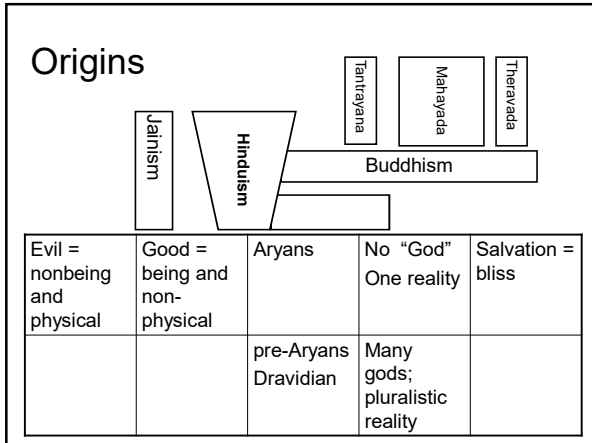 Origins
Tantrayana
Mahayada
Theravada
Jainism
Hinduism
Buddhism
Evil =
nonbeing
and
physical
Good =
being and
non-
physical
Aryans
No “God”
One reality
Salvation =
bliss
pre-Aryans
Dravidian
Many
gods;
pluralistic
reality